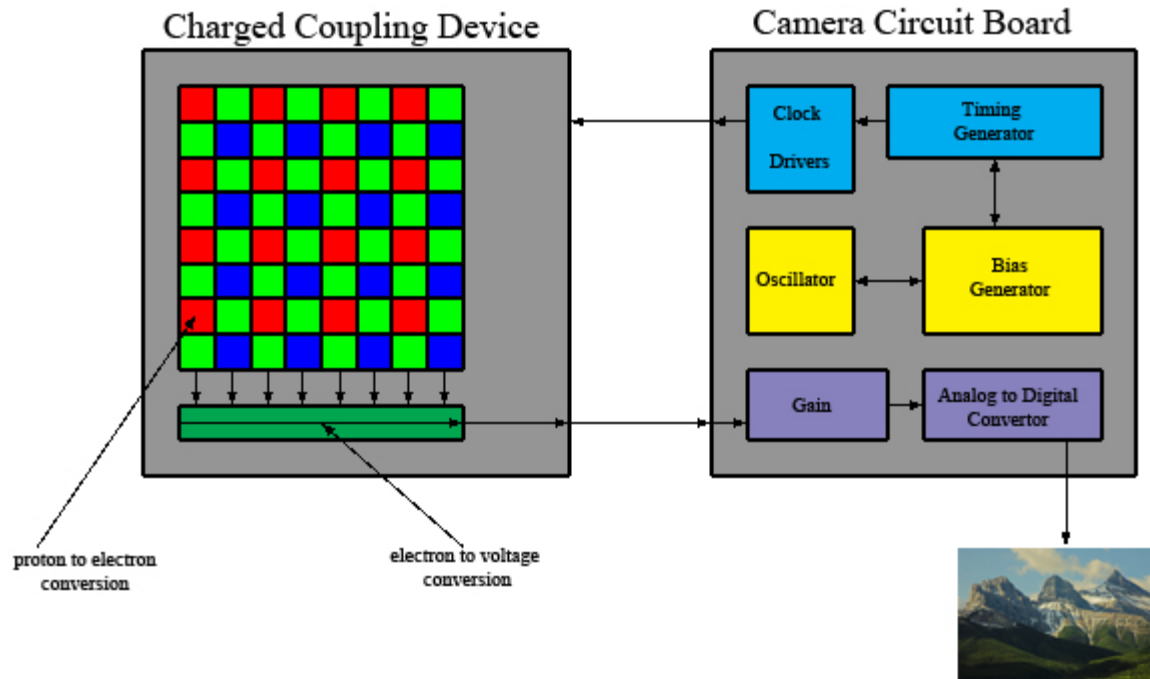 Charged Coupling Device
Camera Circuit Board
Clock
Drivers
Timing
Generator
Oscillator
Bias
Generator
Gain
Analog to Digital
Convertor
proton to electron
conversion
electron to voltage
conversion